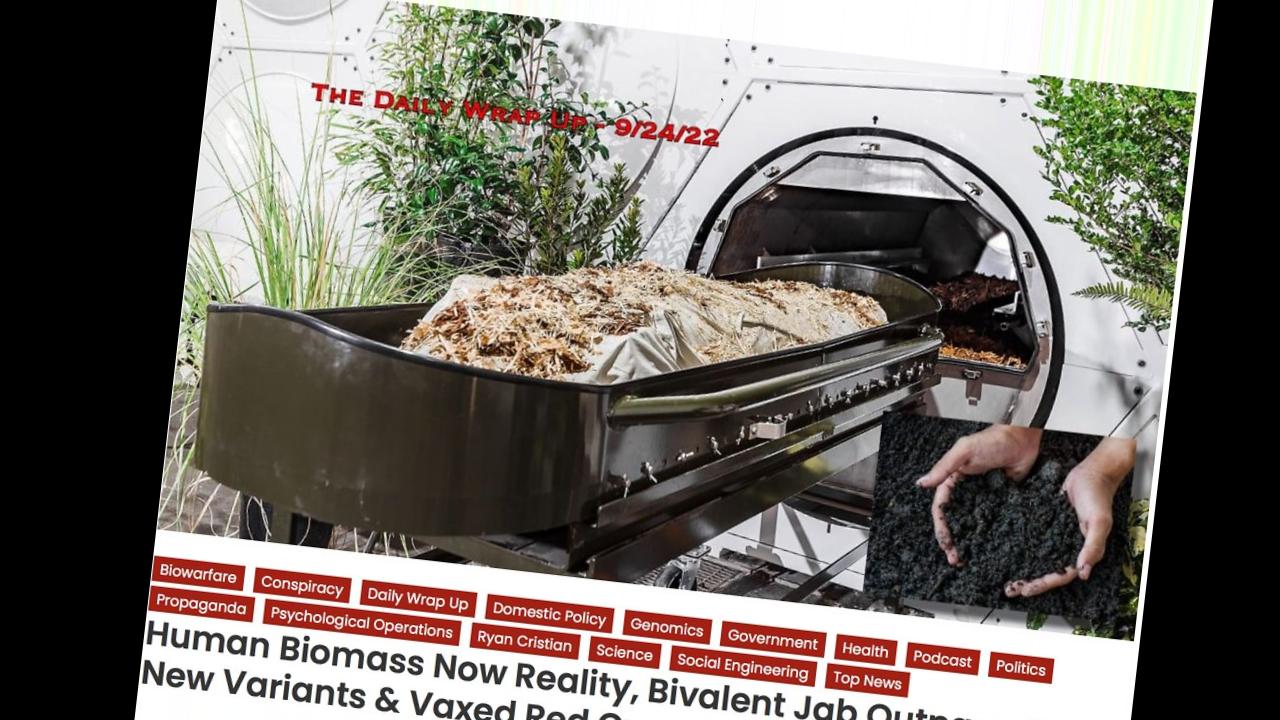 THE DAILY WRAP UP - 9/24/22
Biowarfare Conspiracy Daily Wrap Up Domestic Policy Genomics Government Health Podcast Politics
Propaganda Psychological Operations Ryan Cristian Science Social Engineering Top News
Human Biomass Now Reality, Bivalent Jab
New Variants & Vaxed Red